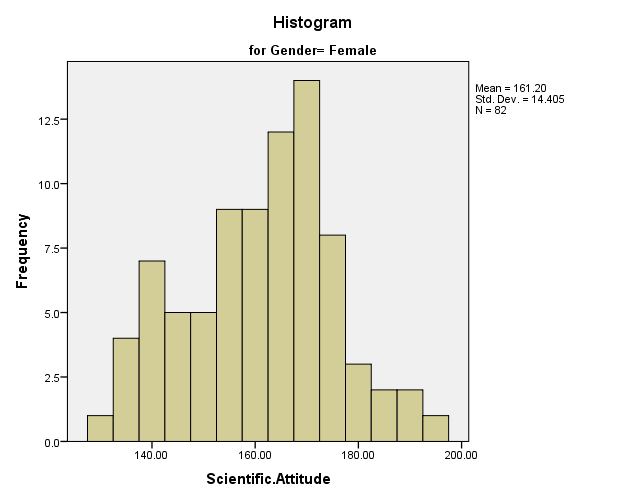 Histogram
for Gender= Female
Mean = 161.20
Std. Dev. = 14.405
N = 82
12.5
10.0
7.5
5.0
2.5
0.0
Frequency
140.00 160.00 180.00 200.00
Scientific.Attitude